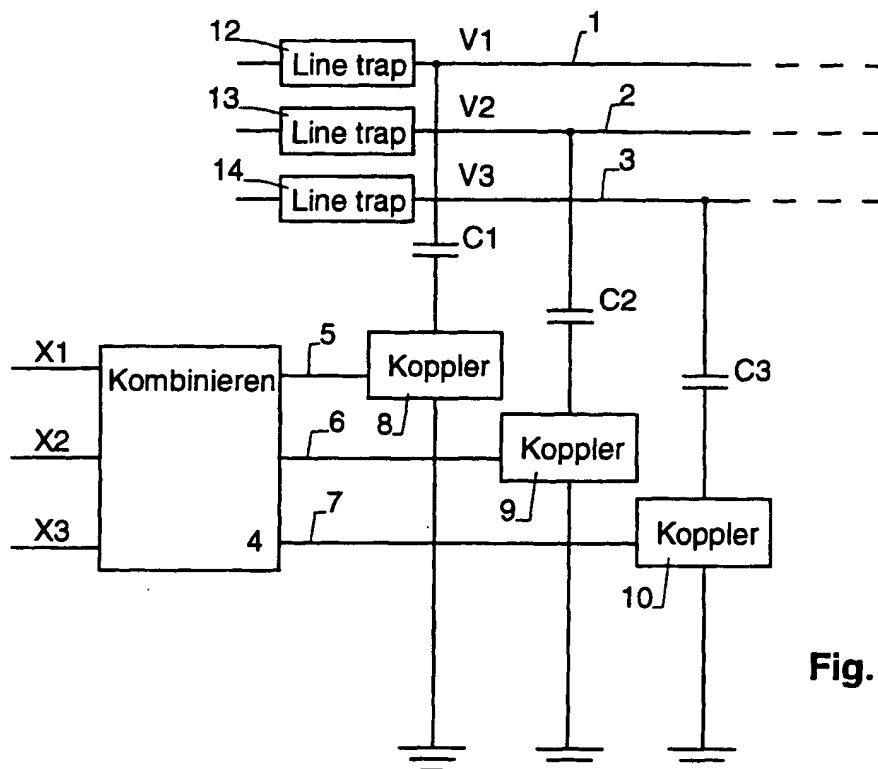 12
Line trap
V1
1
13
Line trap
V2
2
14
Line trap
V3
3
C1
C2
C3
X1
X2
X3
Kombinieren
4
5
6
7
Koppler
8
Koppler
9
Koppler
10
Fig.